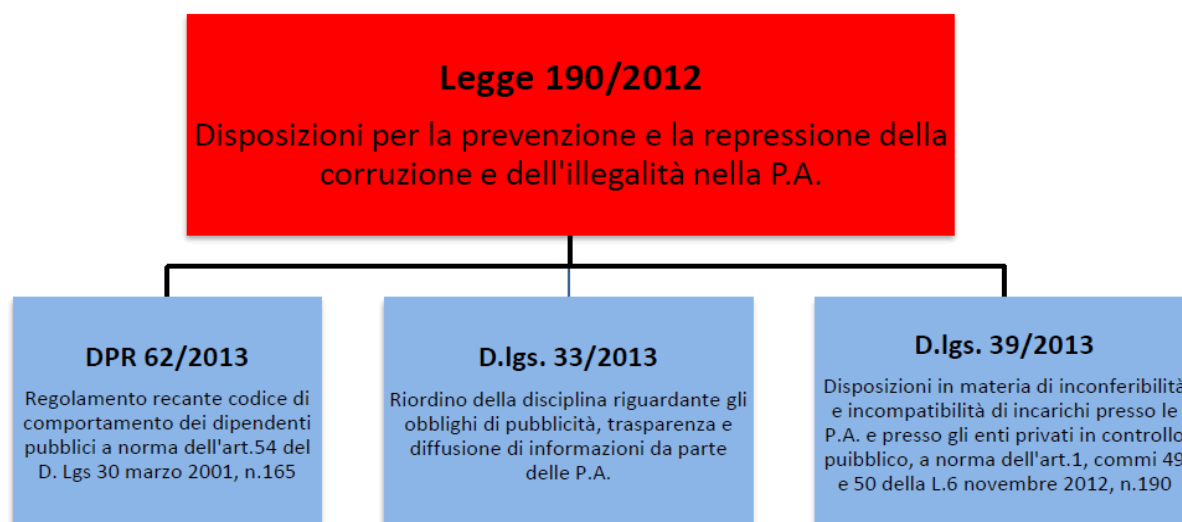 Legge 190/2012
Disposizioni per la prevenzione e la repressione della
corruzione e dell'illegalità nella P.A.
DPR 62/2013
Regolamento recante codice di
comportamento dei dipendenti
pubblici a norma dell'art.54 del
D. Lgs 30 marzo 2001, n.165
D.lgs. 33/2013
Riordino della disciplina riguardante gli
obblighi di pubblicità, trasparenza e
diffusione di informazioni da parte
delle P.A.
D.lgs. 39/2013
Disposizioni in materia di inconferibilità
e incompatibilità di incarichi presso le
P.A. e presso gli enti privati in controllo
puibblico, a norma dell'art.1, commi 49
e 50 della L.6 novembre 2012, n.190